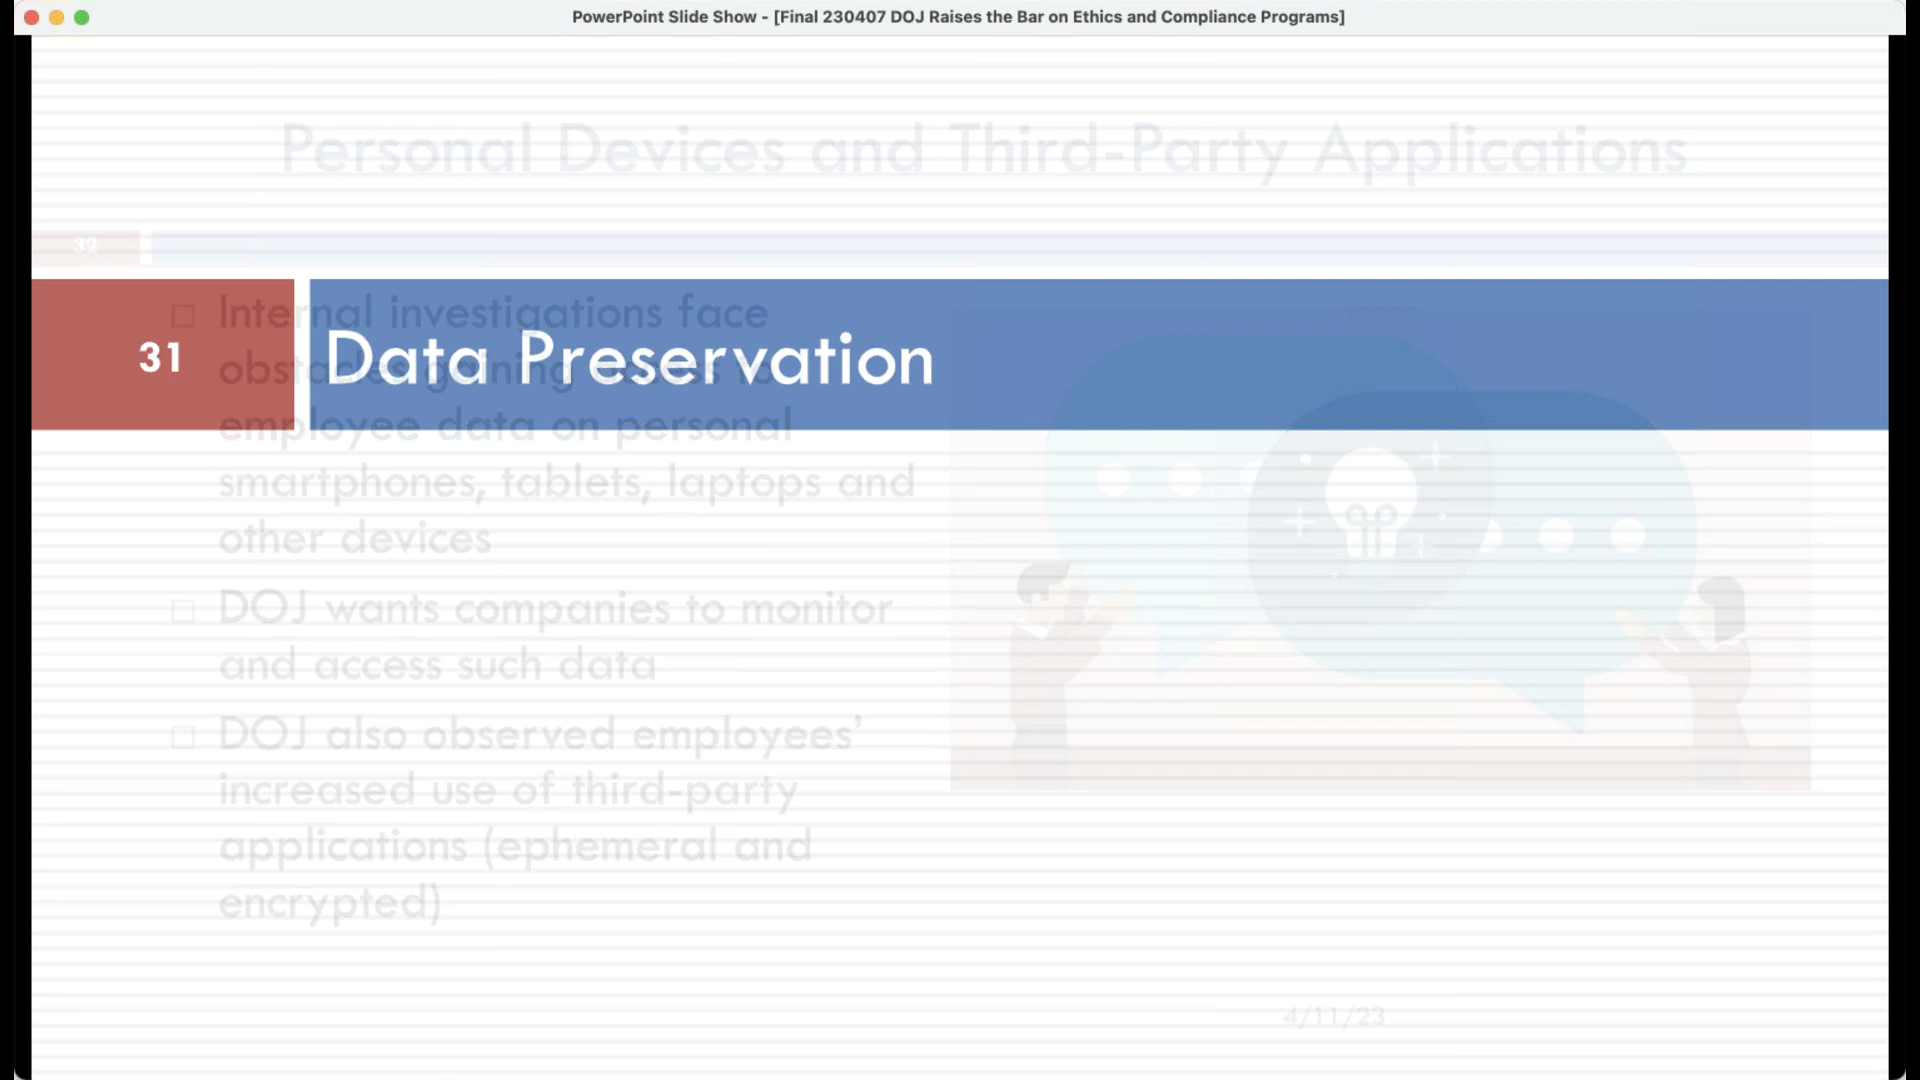 PowerPoint Slide Show - [Final 230407 DOJ Raises the Bar on Ethics and Compliance Programs]
Personal Devices and Third-Party Applications
32
31
Data Preservation
Internal investigations face
obstacles gaining access to
employee data on personal
smartphones, tablets, laptops and
other devices
DOJ wants companies to monitor
and access such data
DOJ also observed employees’
increased use of third-party
applications (ephemeral and
encrypted)
4/11/23